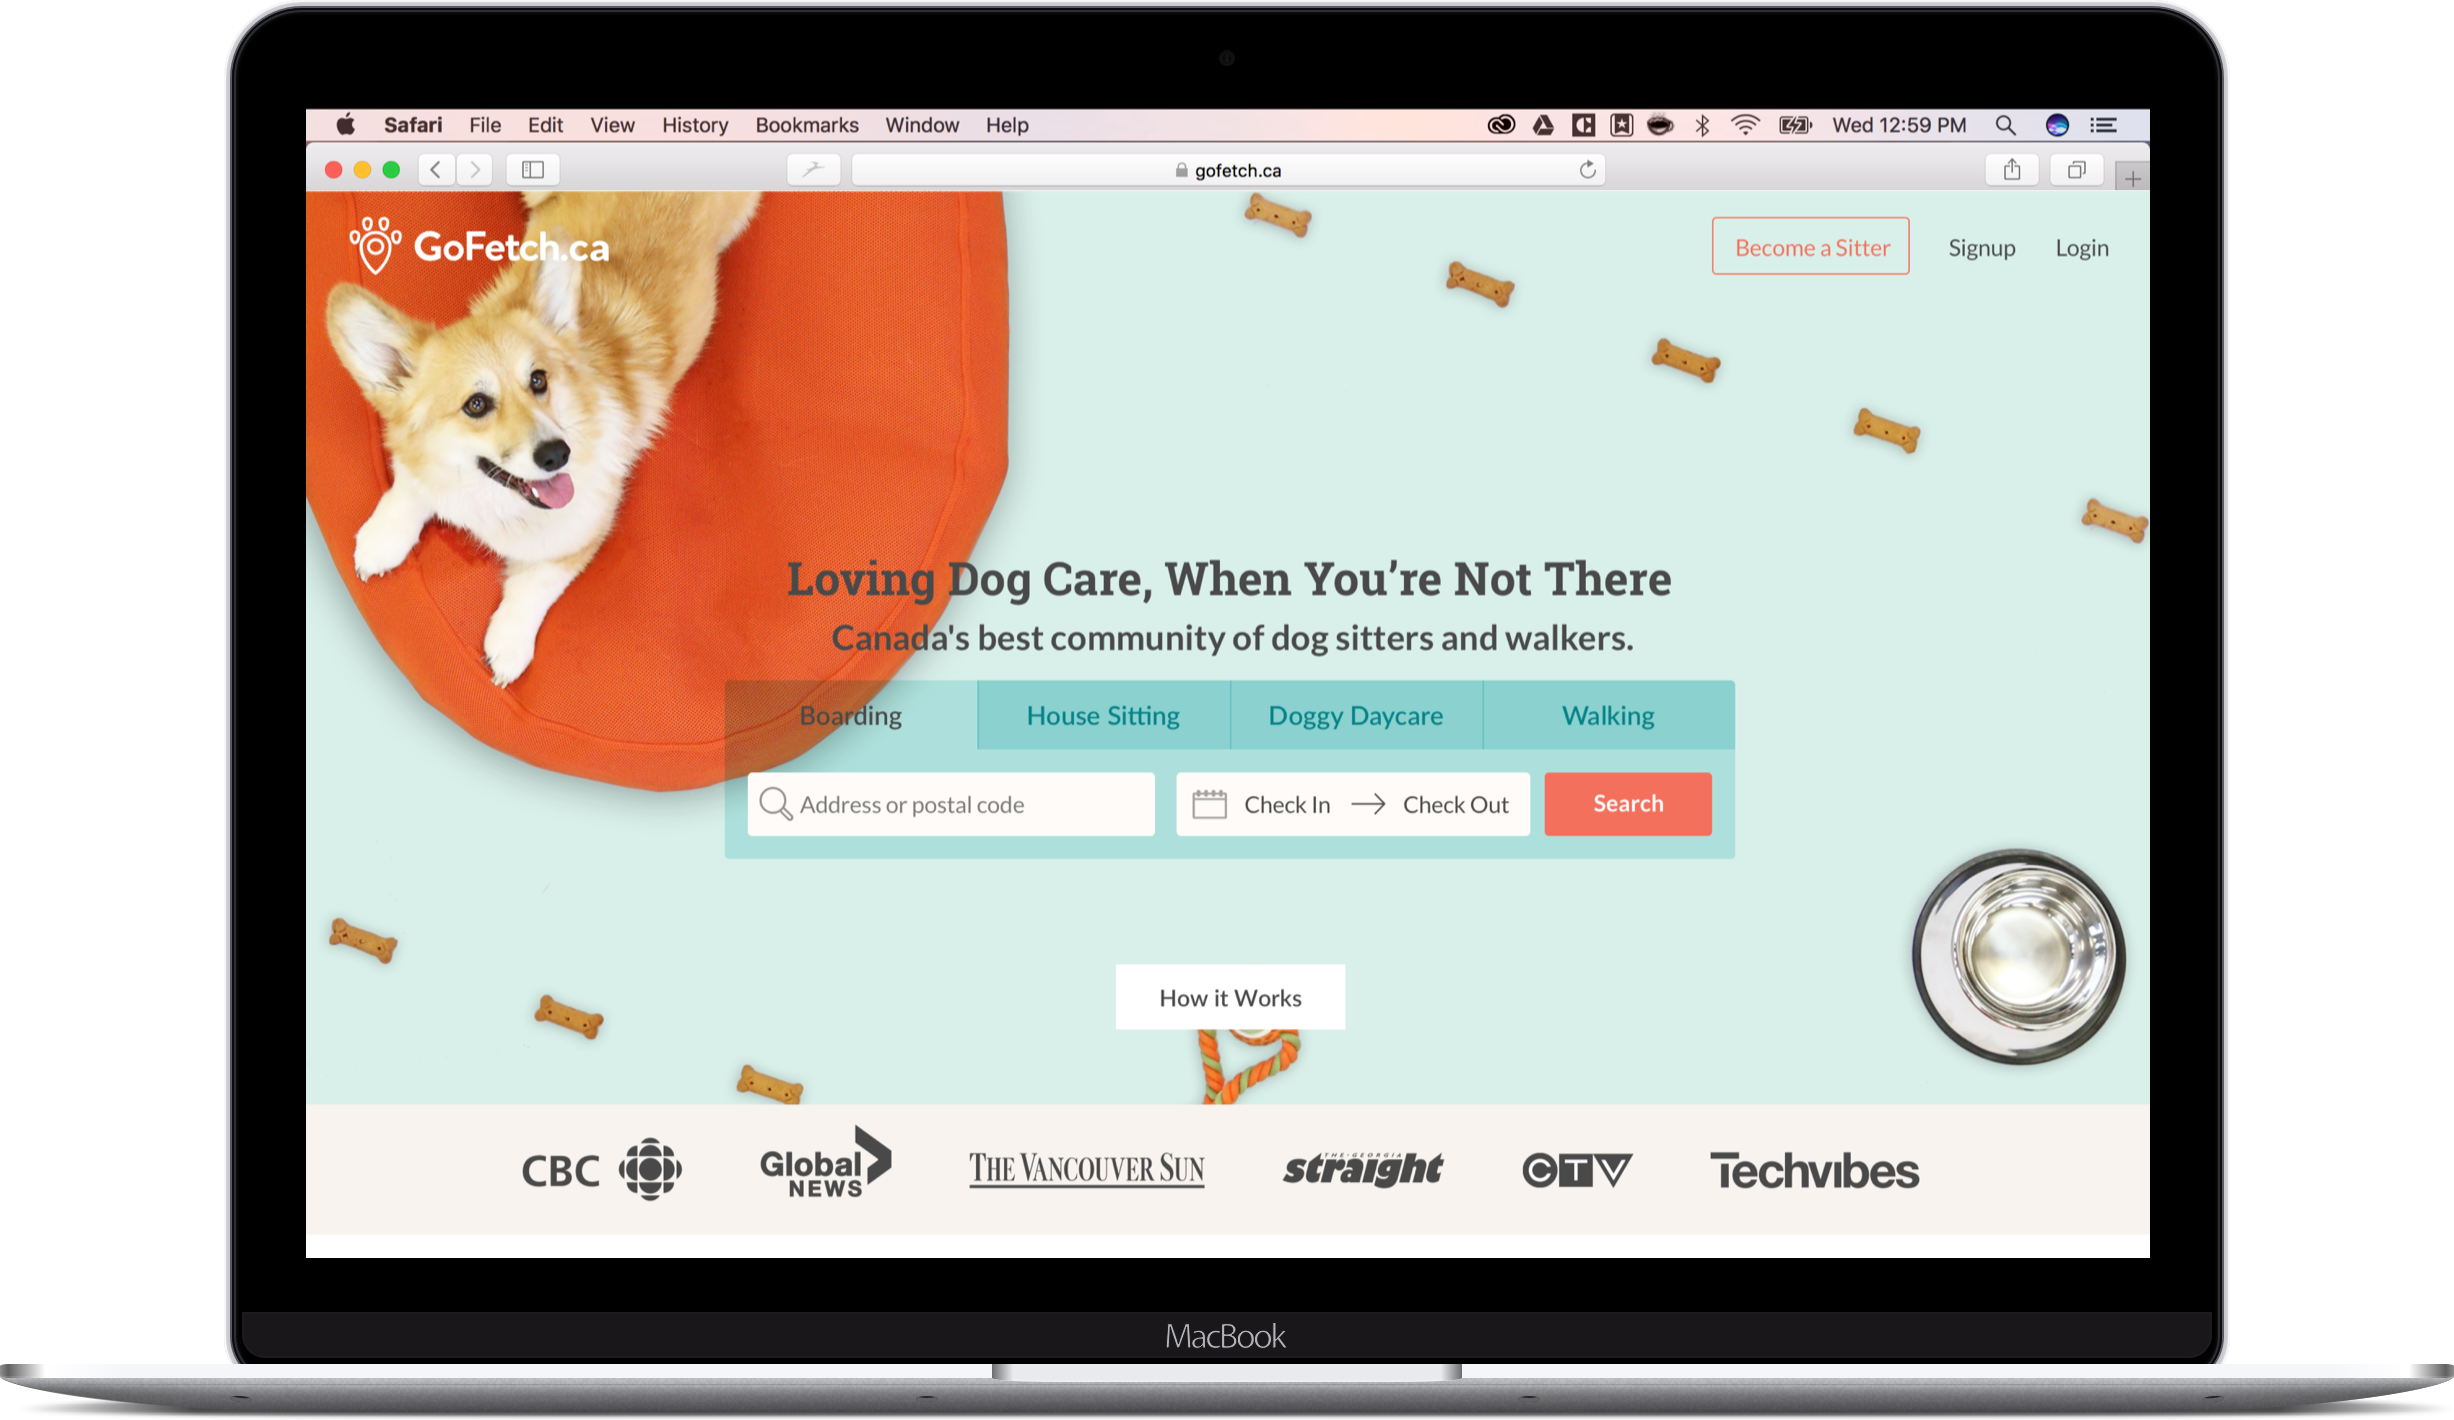 Safari File Edit View History Bookmarks Window Help Wed 12:59 PM
gofetch.ca
GoFetch.ca Become a Sitter Signup Login
Loving Dog Care, When You’re Not There
Canada's best community of dog sitters and walkers.
Boarding House Sitting Doggy Daycare Walking
Address or postal code Check In → Check Out Search
How it Works
CBC Global NEWS THE VANCOUVER SUN THE GEORGIA straight CTV Techvibes
MacBook